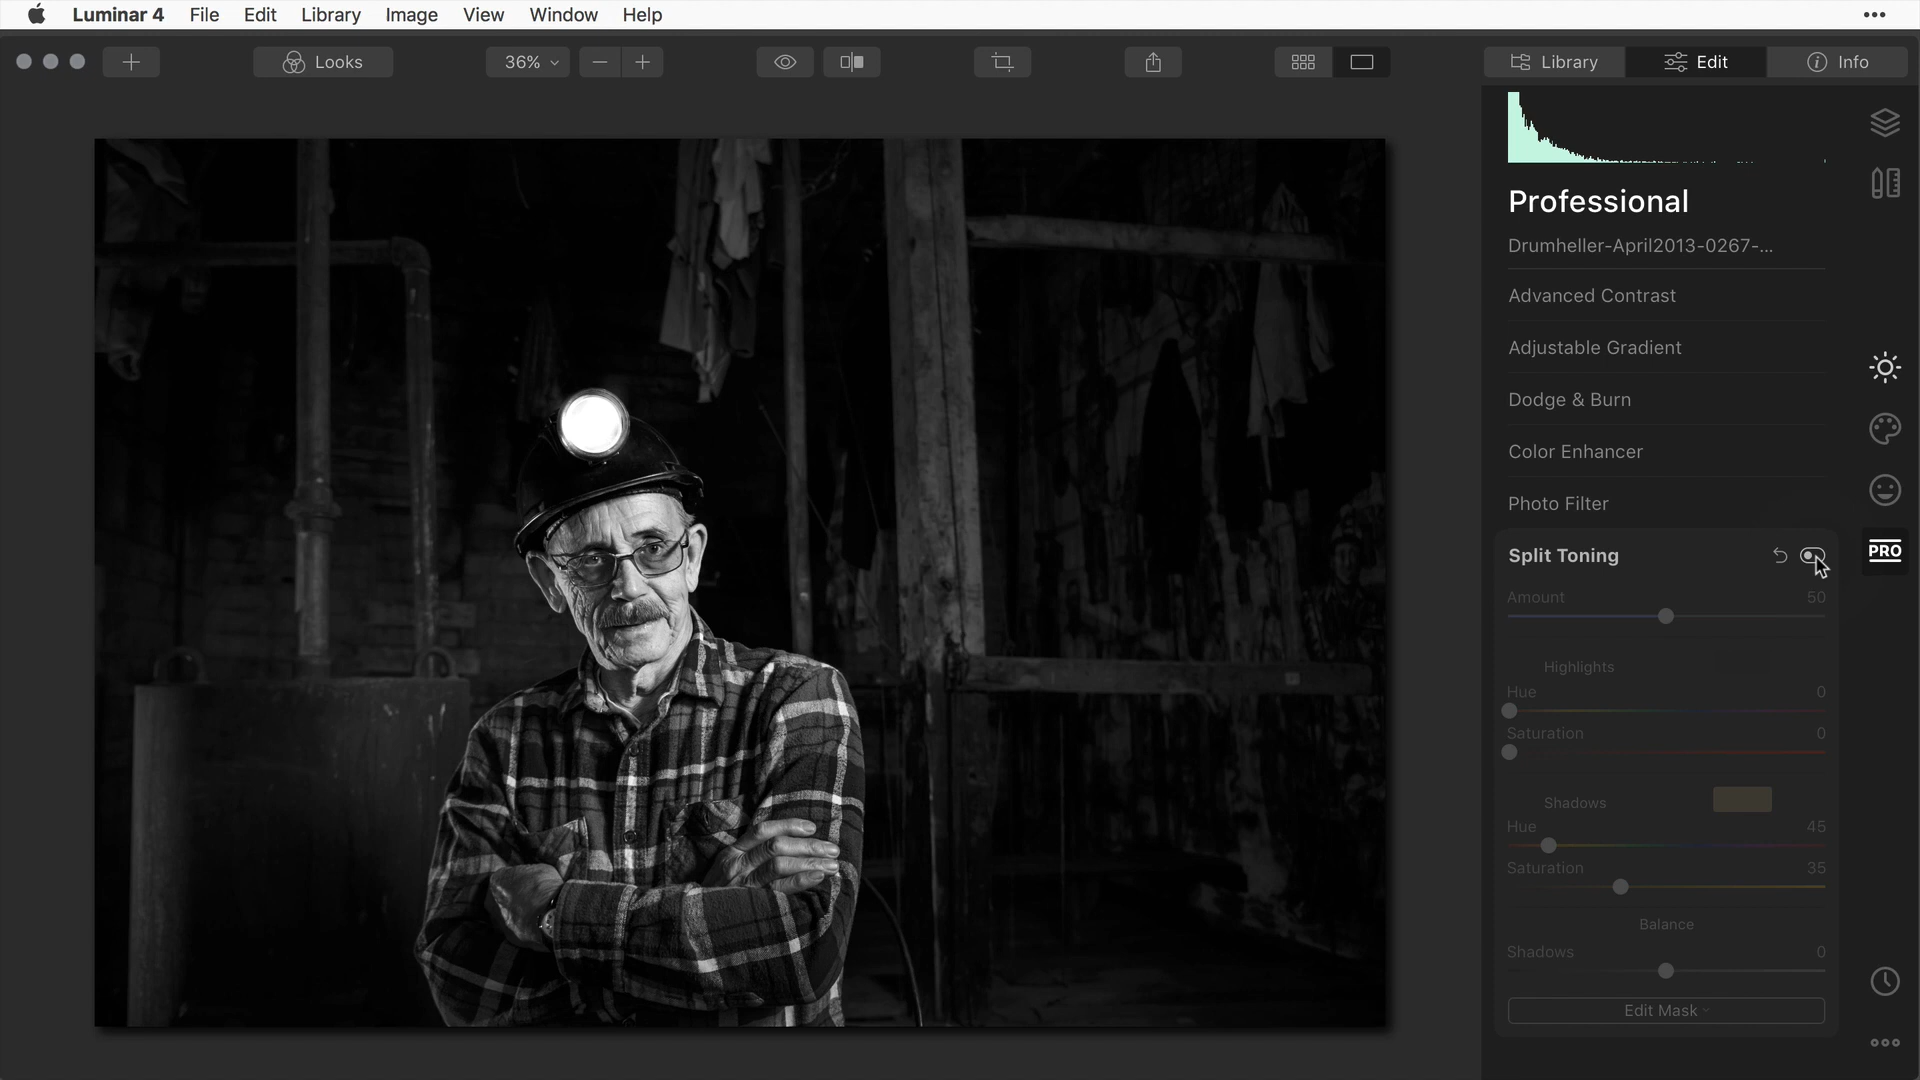 Luminar 4 File Edit Library Image View Window Help
Looks 36% Library Edit Info
Professional
Drumheller-April2013-0267-...
Advanced Contrast
Adjustable Gradient
Dodge & Burn
Color Enhancer
Photo Filter
Split Toning PRO
Amount 50
Highlights
Hue 0
Saturation 0
Shadows
Hue 45
Saturation 35
Balance
Shadows 0
Edit Mask